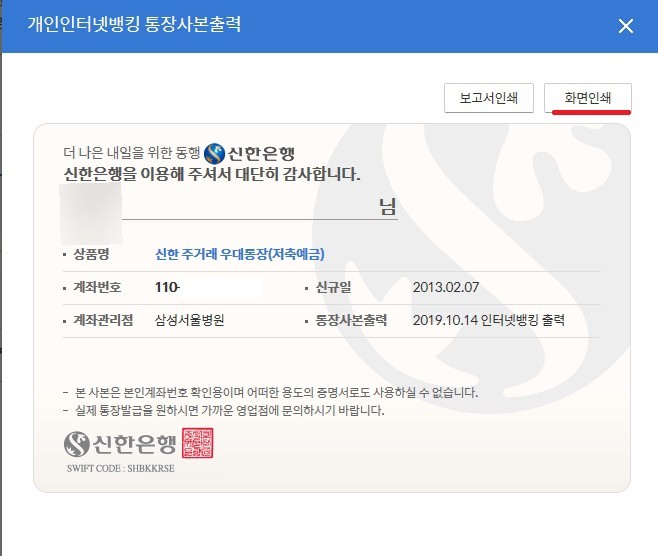 개인인터넷뱅킹 통장사본출력
보고서인쇄 화면인쇄
더 나은 내일을 위한 동행 신한은행
신한은행을 이용해 주셔서 대단히 감사합니다.
님
상품명 신한 주거래 우대통장(저축예금)
계좌번호 110- 신규일 2013.02.07
계좌관리점 삼성서울병원 통장사본출력 2019.10.14 인터넷뱅킹 출력
- 본 사본은 본인계좌번호 확인용이며 어떠한 용도의 증명서로도 사용하실 수 없습니다.
- 실제 통장발급을 원하시면 가까운 영업점에 문의하시기 바랍니다.
신한은행
SWIFT CODE : SHBKKRSE